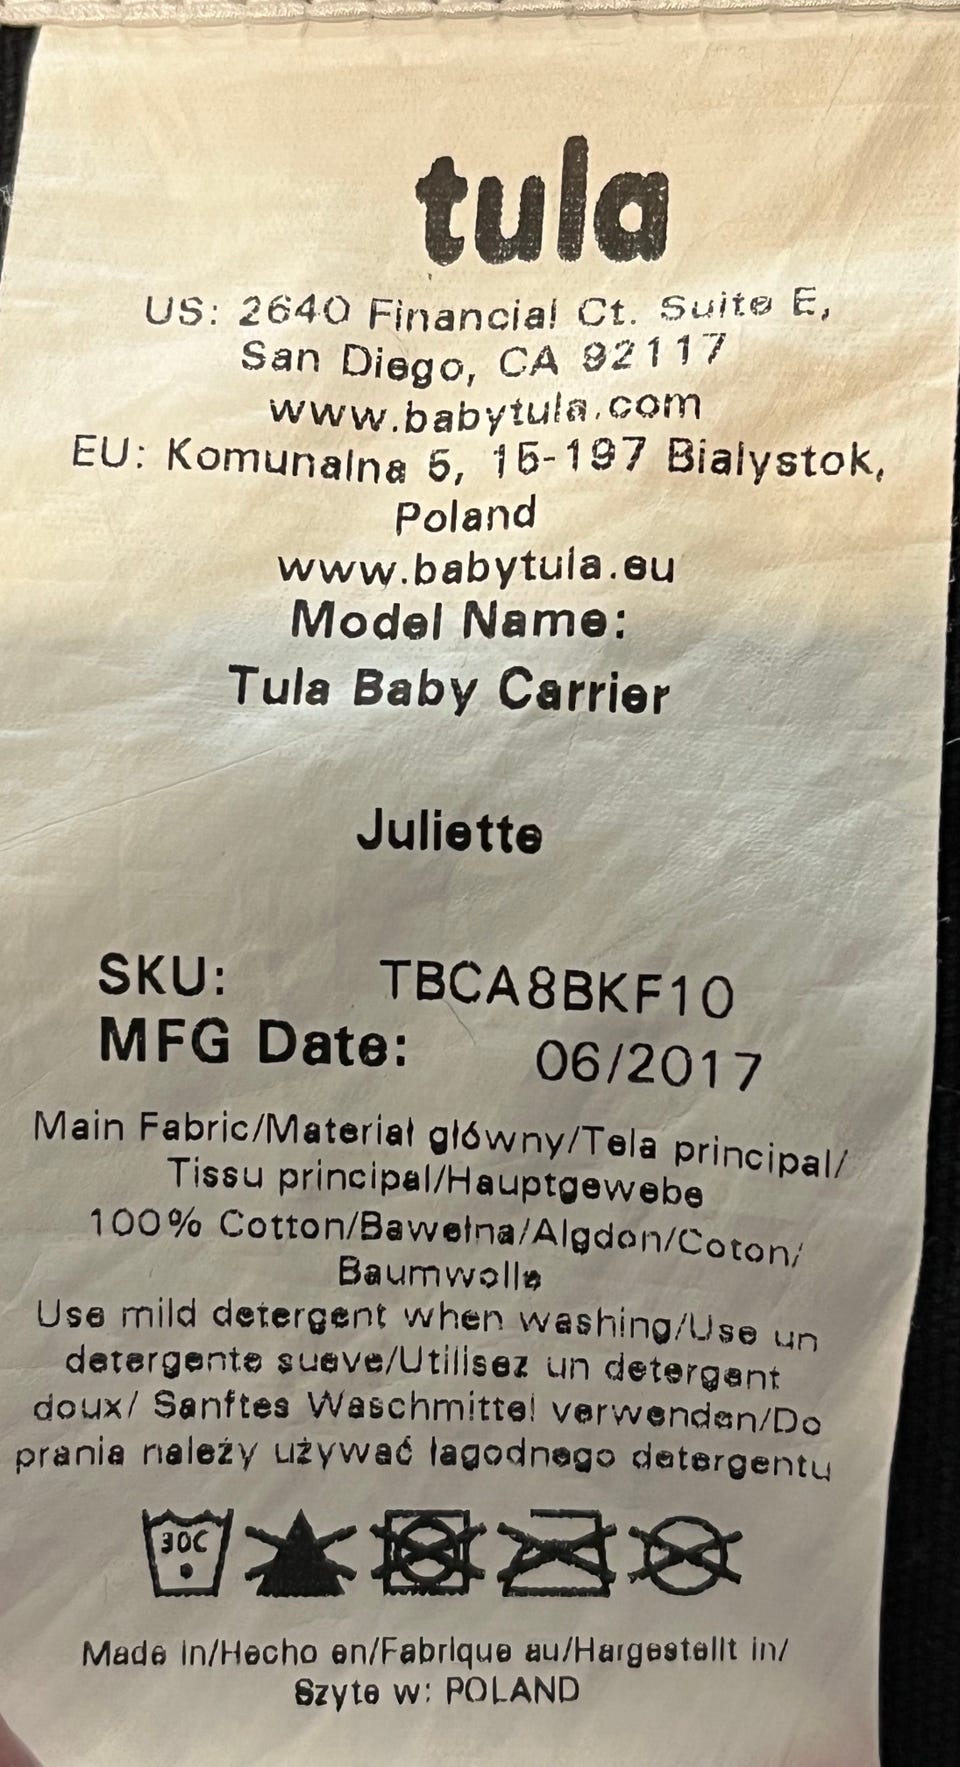 tula
US: 2640 Financial Ct. Suite E,
San Diego, CA 92117
www.babytula.com
EU: Komunalna 5, 15-197 Bialystok,
Poland
www.babytula.eu
Model Name:
Tula Baby Carrier
Juliette
SKU: TBCA8BKF10
MFG Date: 06/2017
Main Fabric/Materiał główny/Tela principal/
Tissu principal/Hauptgewebe
100% Cotton/Bawełna/Algdon/Coton/
Baumwolle
Use mild detergent when washing/Use un
detergente sueve/Utilisez un detergent
doux/ Sanftes Waschmittel verwenden/Do
prania należy używać łagodnego detergentu
30C
Made in/Hecho en/Fabrique au/Hargestellt in/
Szyte w: POLAND